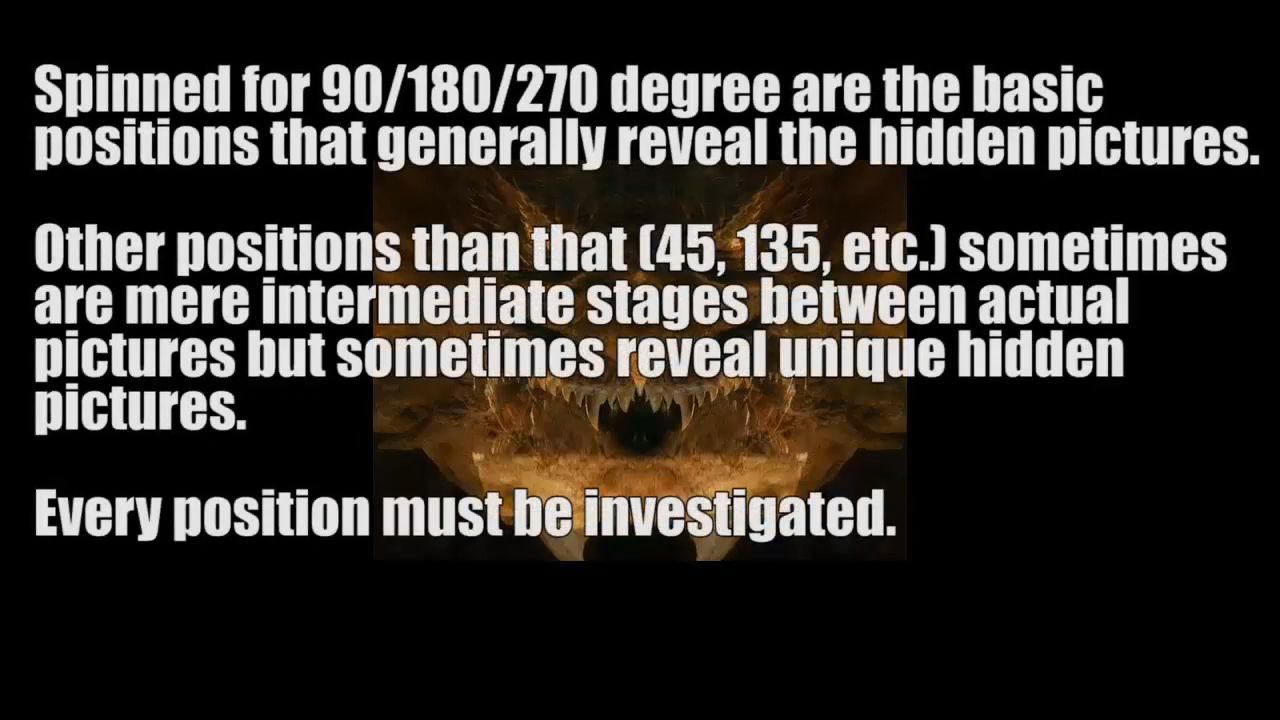 Spinned for 90/180/270 degree are the basic
positions that generally reveal the hidden pictures.
Other positions than that (45, 135, etc.) sometimes
are mere intermediate stages between actual
pictures but sometimes reveal unique hidden
pictures.
Every position must be investigated.